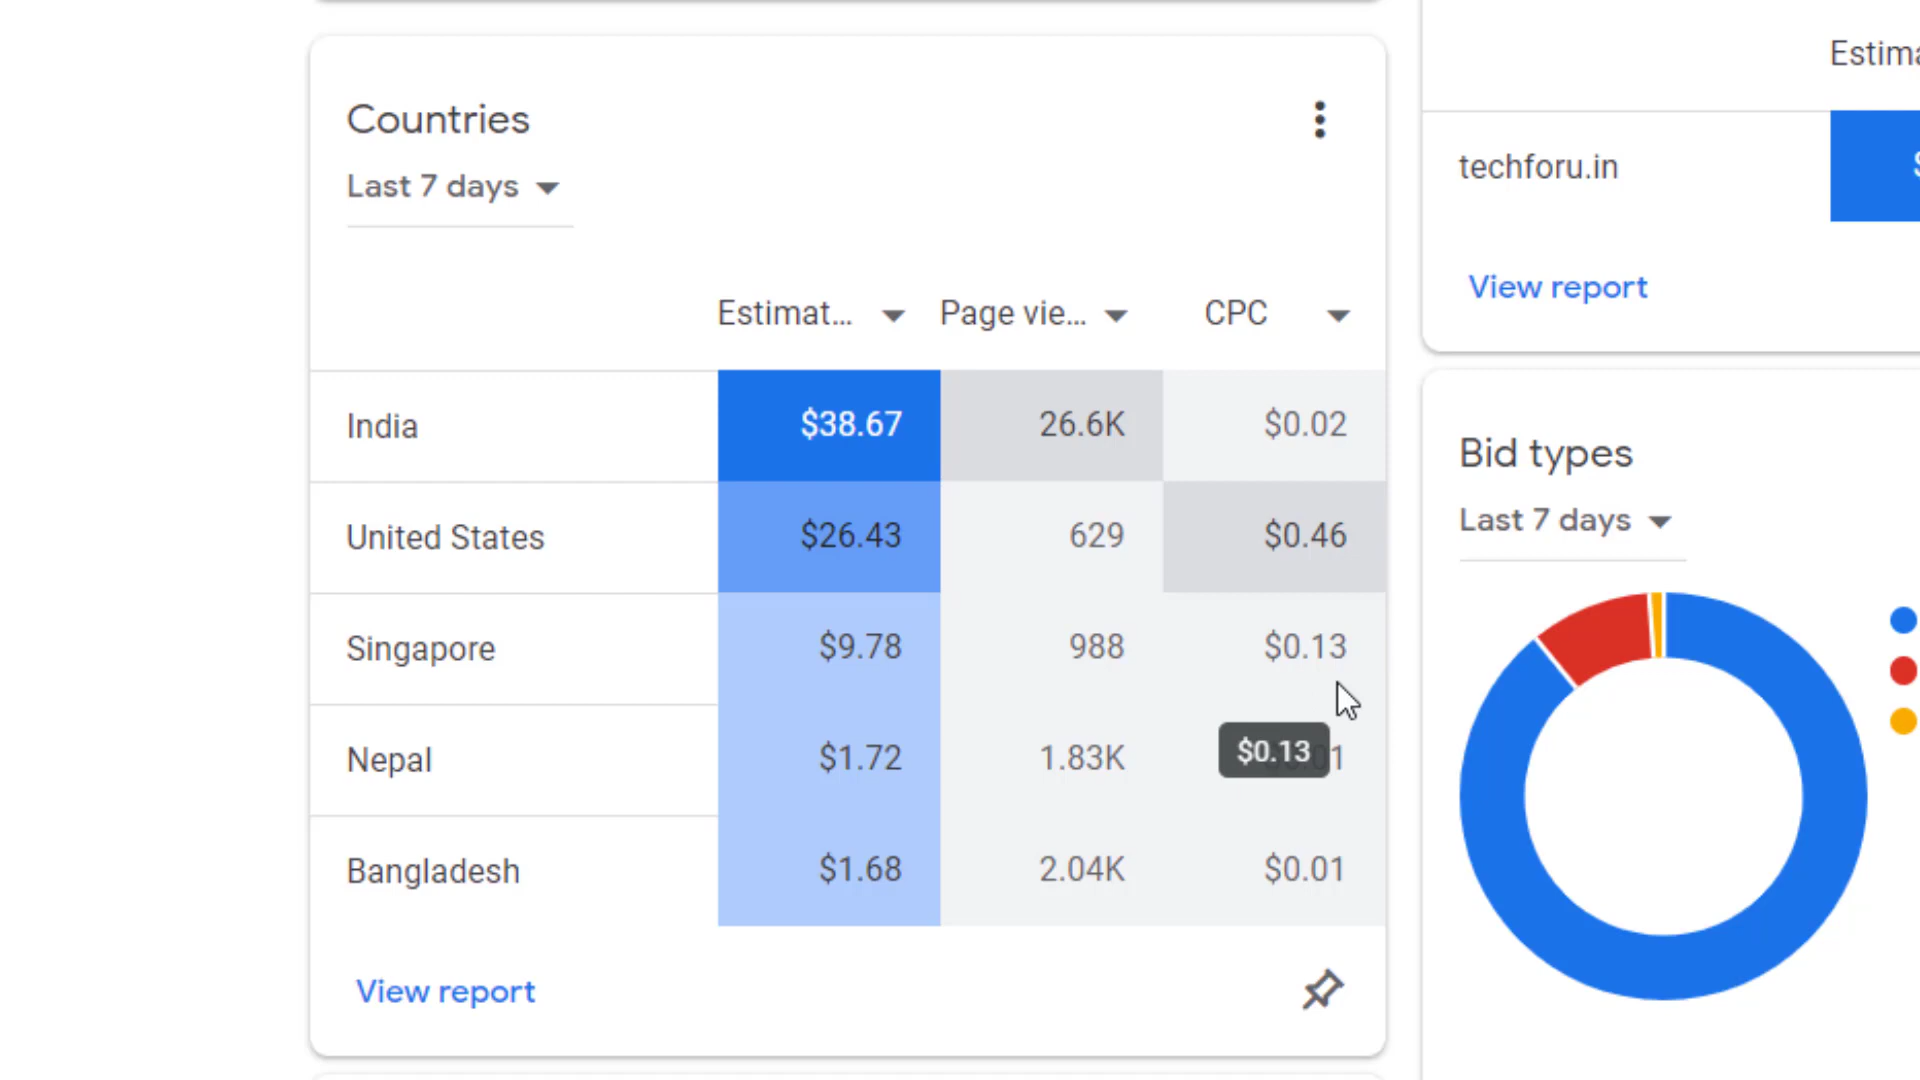 Countries
Last 7 days
Estimat... Page vie... CPC
India $38.67 26.6K $0.02
United States $26.43 629 $0.46
Singapore $9.78 988 $0.13
Nepal $1.72 1.83K
$0.13
Bangladesh $1.68 2.04K $0.01
View report
techforu.in
View report
Bid types
Last 7 days